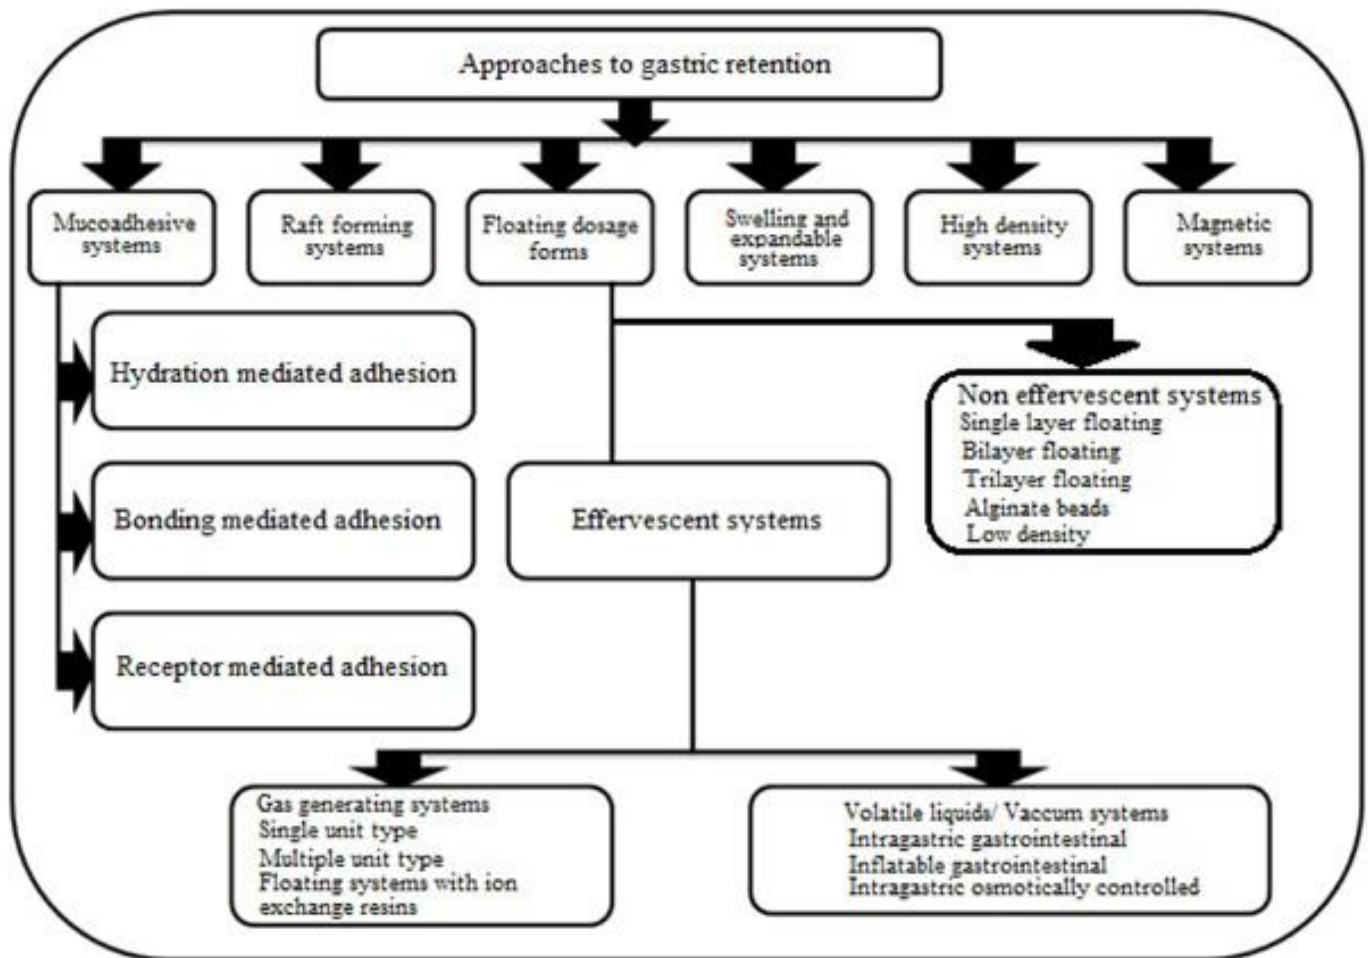 Approaches to gastric retention
Mucoadhesive
systems
Raft forming
systems
Floating dosage
forms
Swelling and
expandable
systems
High density
systems
Magnetic
systems
Hydration mediated adhesion
Bonding mediated adhesion
Receptor mediated adhesion
Effervescent systems
Non effervescent systems
Single layer floating
Bilayer floating
Trilayer floating
Alginate beads
Low density
Gas generating systems
Single unit type
Multiple unit type
Floating systems with ion
exchange resins
Volatile liquids/ Vaccum systems
Intragastric gastrointestinal
Inflatable gastrointestinal
Intragastric osmotically controlled